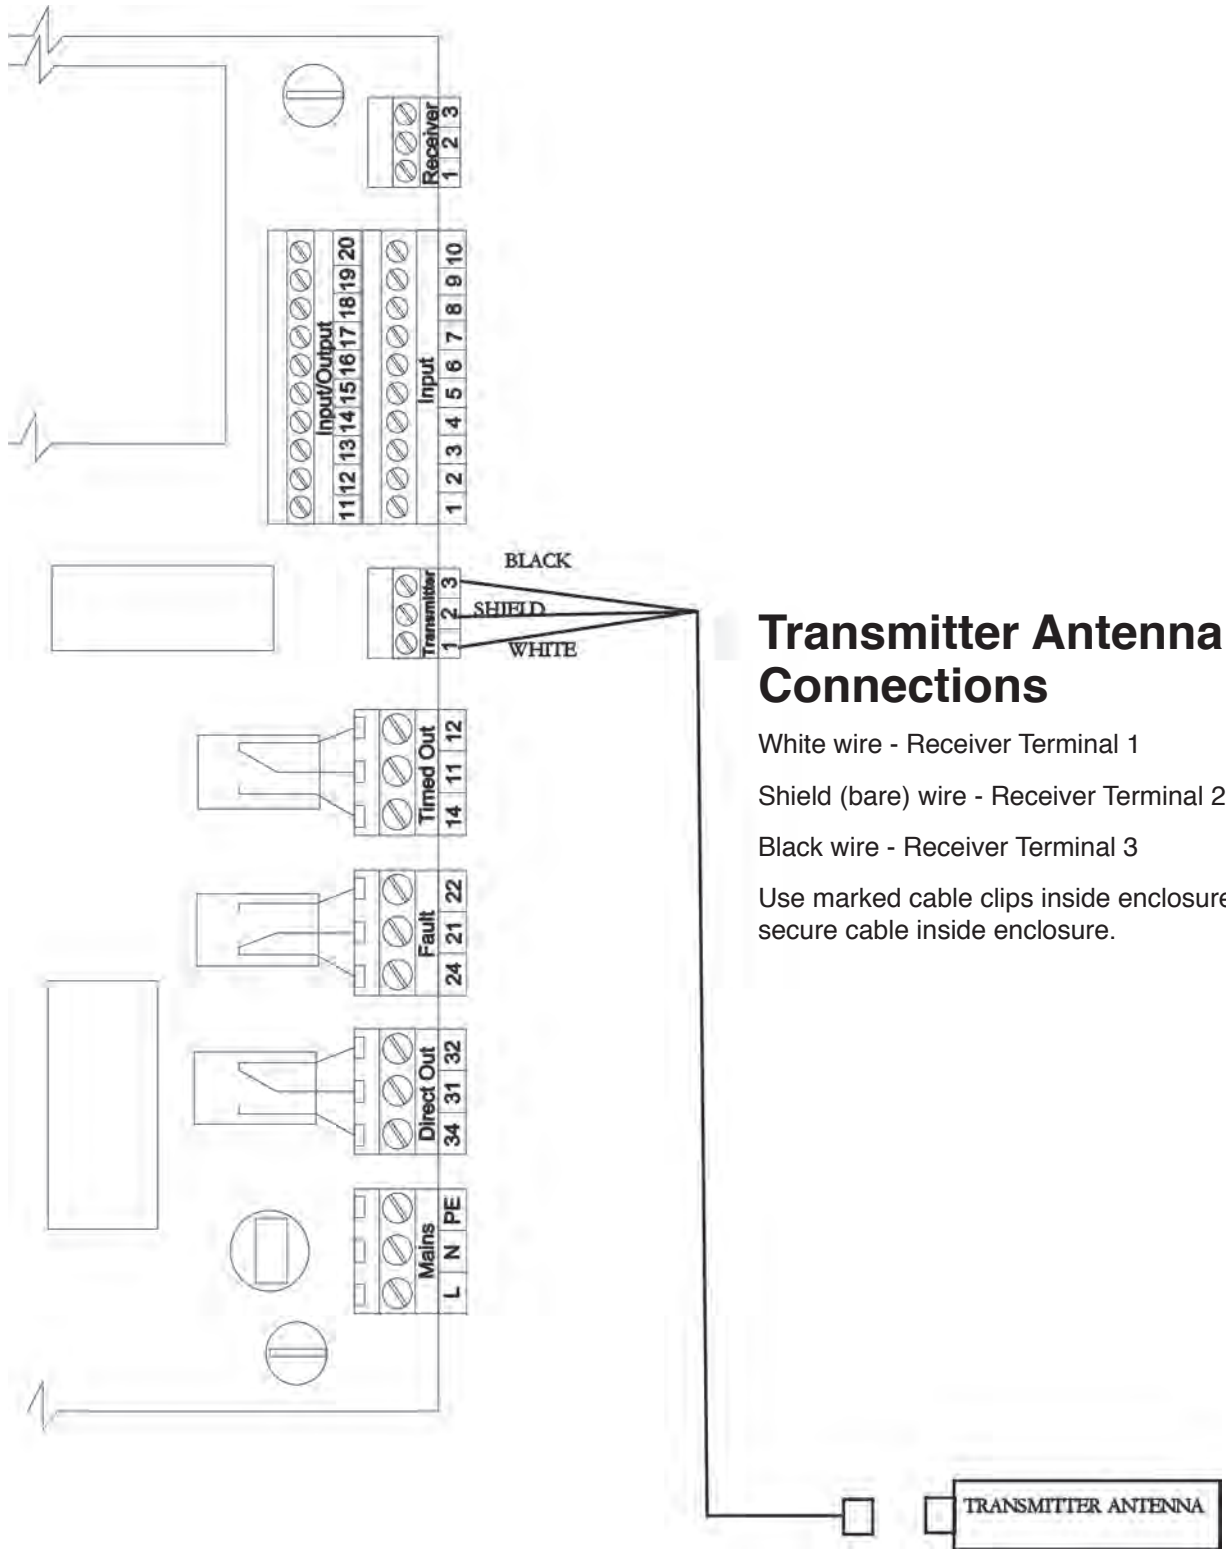 Receiver
3
2
1
Input/Output
20
19
18
17
16
15
14
13
12
11
Input
10
9
8
7
6
5
4
3
2
1
Transmitter
3
2
1
BLACK
SHIELD
WHITE
Transmitter Antenna
Connections
White wire - Receiver Terminal 1
Shield (bare) wire - Receiver Terminal 2
Black wire - Receiver Terminal 3
Use marked cable clips inside enclosure
secure cable inside enclosure.
Timed Out
12
11
14
Fault
22
21
24
Direct Out
32
31
34
Mains
PE
N
L
TRANSMITTER ANTENNA